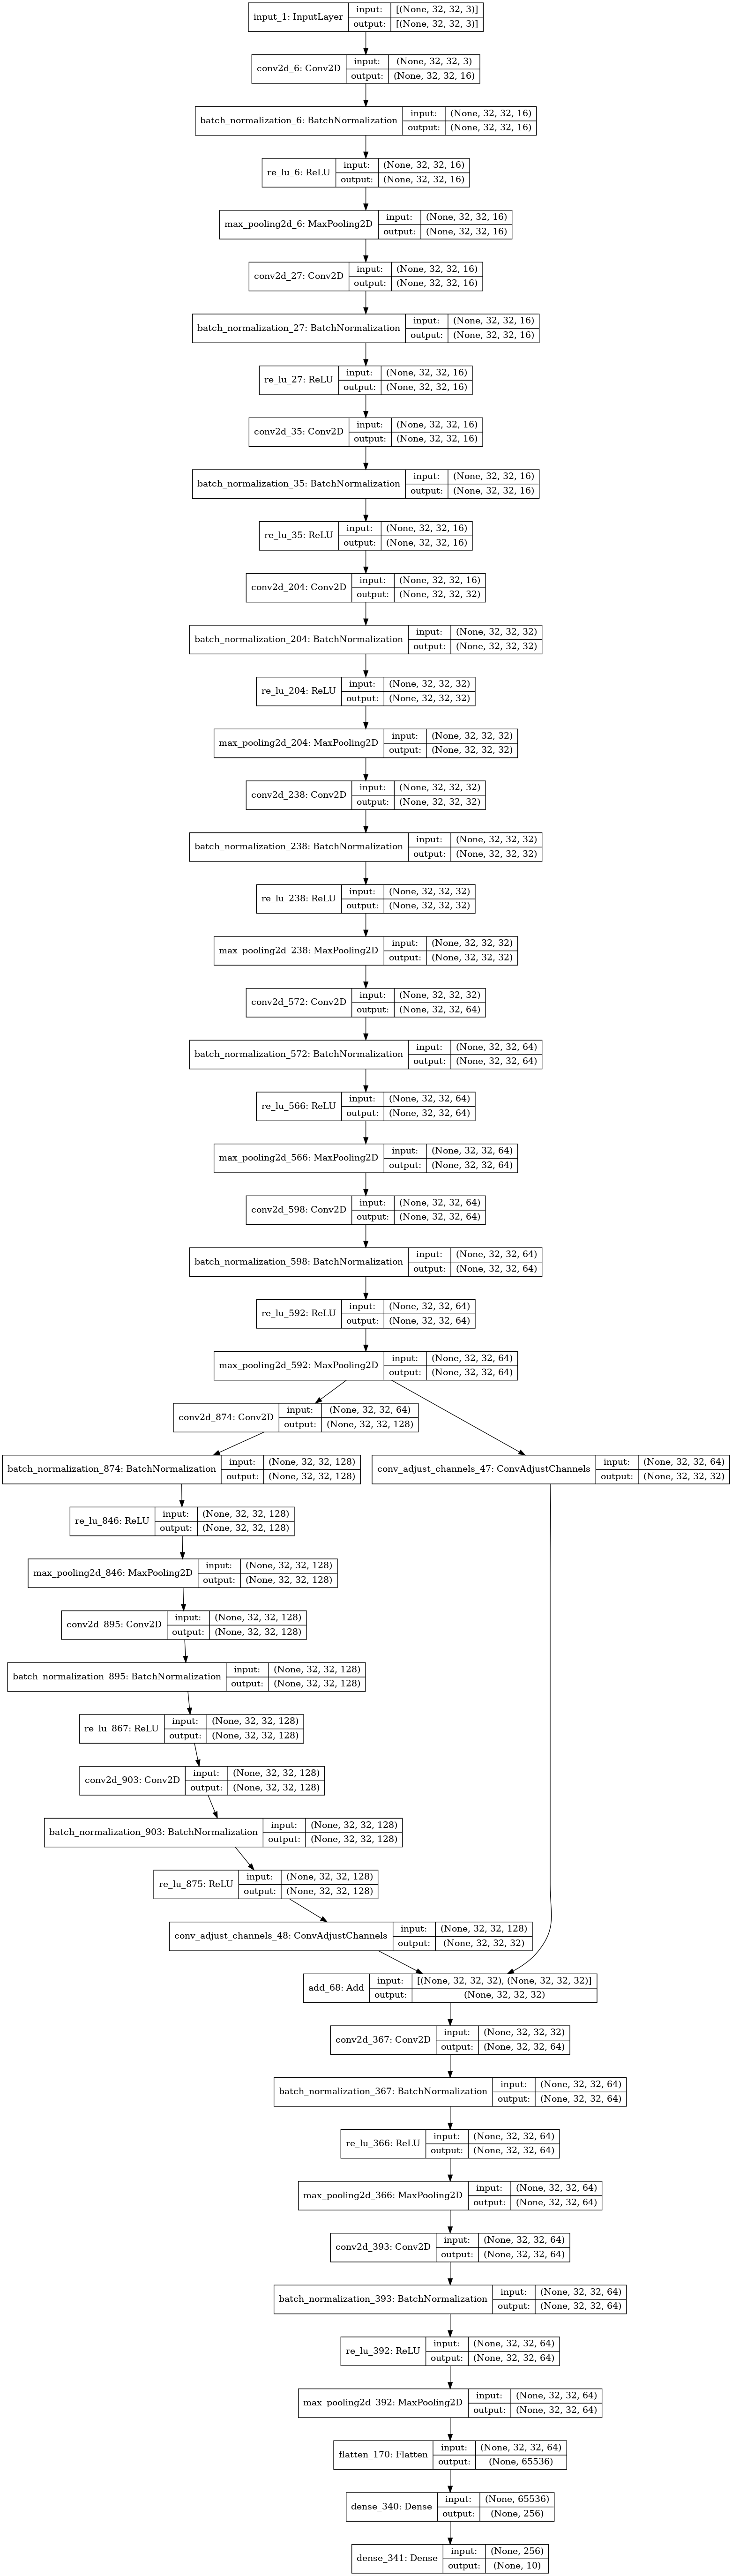 input_1: InputLayer input: [(None, 32, 32, 3)]
output: [(None, 32, 32, 3)]
conv2d_6: Conv2D input: (None, 32, 32, 3)
output: (None, 32, 32, 16)
batch_normalization_6: BatchNormalization input: (None, 32, 32, 16)
output: (None, 32, 32, 16)
re_lu_6: ReLU input: (None, 32, 32, 16)
output: (None, 32, 32, 16)
max_pooling2d_6: MaxPooling2D input: (None, 32, 32, 16)
output: (None, 32, 32, 16)
conv2d_27: Conv2D input: (None, 32, 32, 16)
output: (None, 32, 32, 16)
batch_normalization_27: BatchNormalization input: (None, 32, 32, 16)
output: (None, 32, 32, 16)
re_lu_27: ReLU input: (None, 32, 32, 16)
output: (None, 32, 32, 16)
conv2d_35: Conv2D input: (None, 32, 32, 16)
output: (None, 32, 32, 16)
batch_normalization_35: BatchNormalization input: (None, 32, 32, 16)
output: (None, 32, 32, 16)
re_lu_35: ReLU input: (None, 32, 32, 16)
output: (None, 32, 32, 16)
conv2d_204: Conv2D input: (None, 32, 32, 16)
output: (None, 32, 32, 32)
batch_normalization_204: BatchNormalization input: (None, 32, 32, 32)
output: (None, 32, 32, 32)
re_lu_204: ReLU input: (None, 32, 32, 32)
output: (None, 32, 32, 32)
max_pooling2d_204: MaxPooling2D input: (None, 32, 32, 32)
output: (None, 32, 32, 32)
conv2d_238: Conv2D input: (None, 32, 32, 32)
output: (None, 32, 32, 32)
batch_normalization_238: BatchNormalization input: (None, 32, 32, 32)
output: (None, 32, 32, 32)
re_lu_238: ReLU input: (None, 32, 32, 32)
output: (None, 32, 32, 32)
max_pooling2d_238: MaxPooling2D input: (None, 32, 32, 32)
output: (None, 32, 32, 32)
conv2d_572: Conv2D input: (None, 32, 32, 32)
output: (None, 32, 32, 64)
batch_normalization_572: BatchNormalization input: (None, 32, 32, 64)
output: (None, 32, 32, 64)
re_lu_566: ReLU input: (None, 32, 32, 64)
output: (None, 32, 32, 64)
max_pooling2d_566: MaxPooling2D input: (None, 32, 32, 64)
output: (None, 32, 32, 64)
conv2d_598: Conv2D input: (None, 32, 32, 64)
output: (None, 32, 32, 64)
batch_normalization_598: BatchNormalization input: (None, 32, 32, 64)
output: (None, 32, 32, 64)
re_lu_592: ReLU input: (None, 32, 32, 64)
output: (None, 32, 32, 64)
max_pooling2d_592: MaxPooling2D input: (None, 32, 32, 64)
output: (None, 32, 32, 64)
conv2d_874: Conv2D input: (None, 32, 32, 64)
output: (None, 32, 32, 128)
batch_normalization_874: BatchNormalization input: (None, 32, 32, 128)
output: (None, 32, 32, 128)
conv_adjust_channels_47: ConvAdjustChannels input: (None, 32, 32, 64)
output: (None, 32, 32, 32)
re_lu_846: ReLU input: (None, 32, 32, 128)
output: (None, 32, 32, 128)
max_pooling2d_846: MaxPooling2D input: (None, 32, 32, 128)
output: (None, 32, 32, 128)
conv2d_895: Conv2D input: (None, 32, 32, 128)
output: (None, 32, 32, 128)
batch_normalization_895: BatchNormalization input: (None, 32, 32, 128)
output: (None, 32, 32, 128)
re_lu_867: ReLU input: (None, 32, 32, 128)
output: (None, 32, 32, 128)
conv2d_903: Conv2D input: (None, 32, 32, 128)
output: (None, 32, 32, 128)
batch_normalization_903: BatchNormalization input: (None, 32, 32, 128)
output: (None, 32, 32, 128)
re_lu_875: ReLU input: (None, 32, 32, 128)
output: (None, 32, 32, 128)
conv_adjust_channels_48: ConvAdjustChannels input: (None, 32, 32, 128)
output: (None, 32, 32, 32)
add_68: Add input: [(None, 32, 32, 32), (None, 32, 32, 32)]
output: (None, 32, 32, 32)
conv2d_367: Conv2D input: (None, 32, 32, 32)
output: (None, 32, 32, 64)
batch_normalization_367: BatchNormalization input: (None, 32, 32, 64)
output: (None, 32, 32, 64)
re_lu_366: ReLU input: (None, 32, 32, 64)
output: (None, 32, 32, 64)
max_pooling2d_366: MaxPooling2D input: (None, 32, 32, 64)
output: (None, 32, 32, 64)
conv2d_393: Conv2D input: (None, 32, 32, 64)
output: (None, 32, 32, 64)
batch_normalization_393: BatchNormalization input: (None, 32, 32, 64)
output: (None, 32, 32, 64)
re_lu_392: ReLU input: (None, 32, 32, 64)
output: (None, 32, 32, 64)
max_pooling2d_392: MaxPooling2D input: (None, 32, 32, 64)
output: (None, 32, 32, 64)
flatten_170: Flatten input: (None, 32, 32, 64)
output: (None, 65536)
dense_340: Dense input: (None, 65536)
output: (None, 256)
dense_341: Dense input: (None, 256)
output: (None, 10)